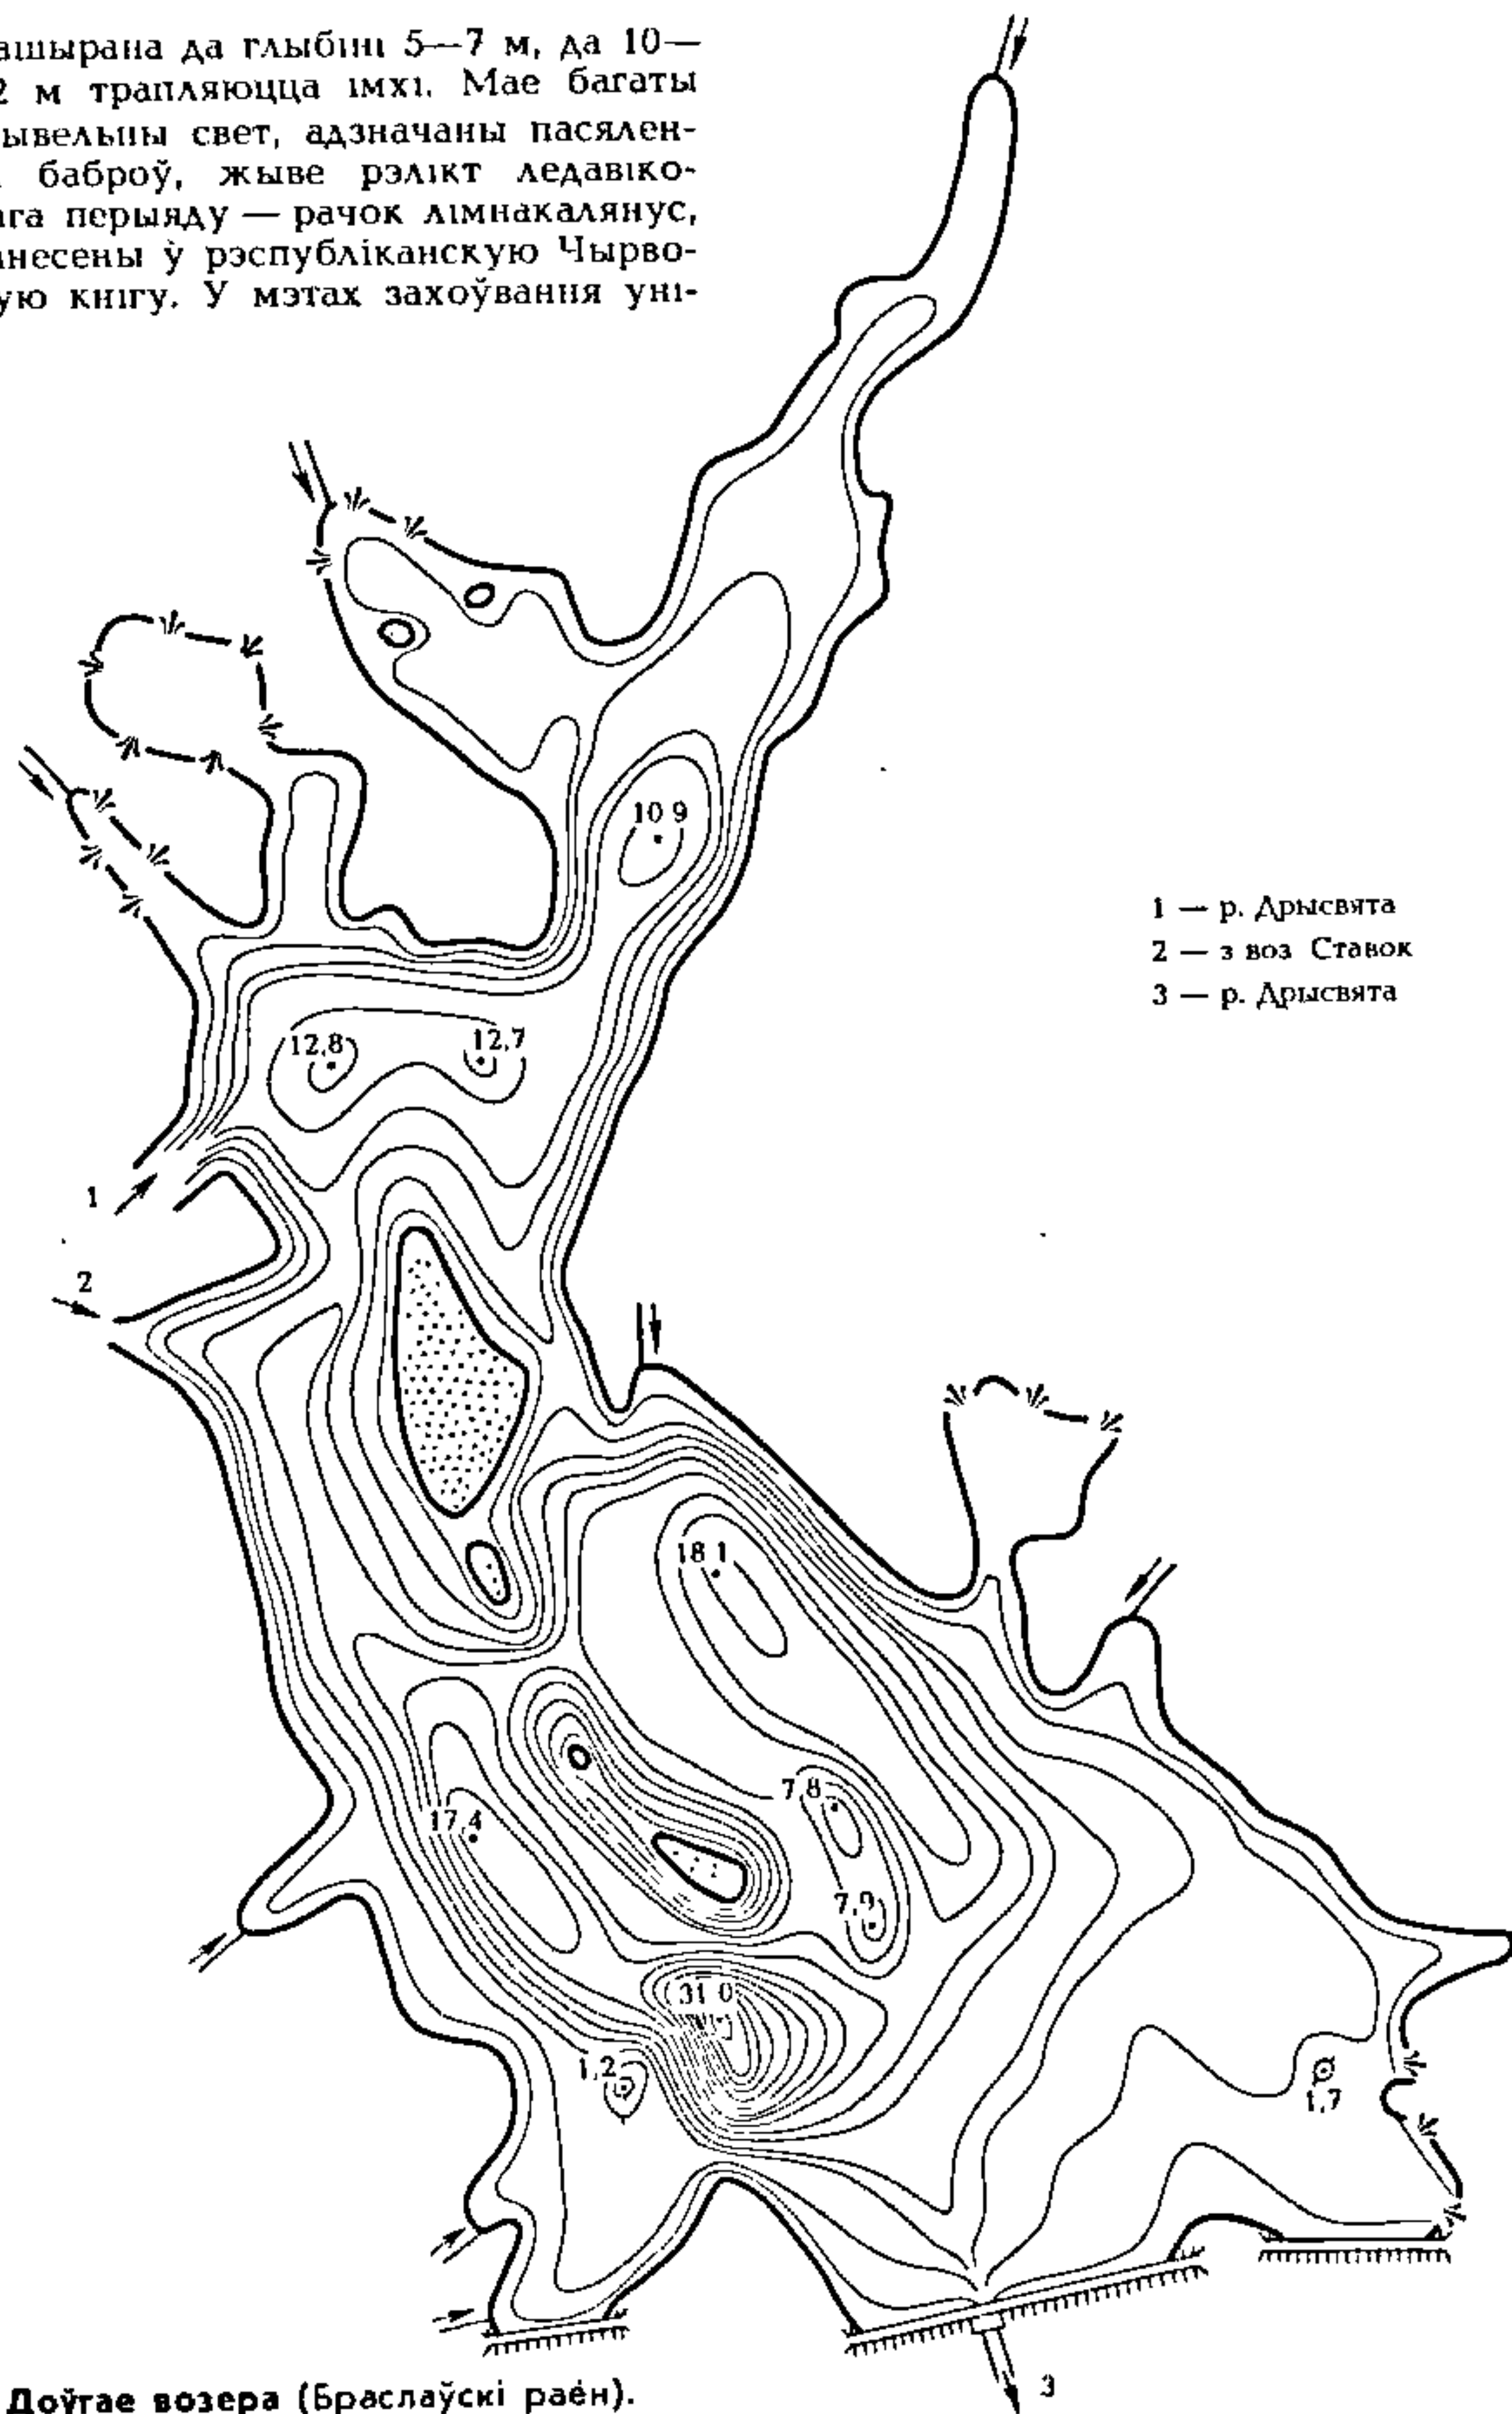 ашырана да глыбіні 5—7 м, да 10—
2 м трапляюцца імхі. Мае багаты
ывельны свет, адзначаны пасялен-
баброў, жыве рэлікт ледавіко-
ага перыяду — рачок лімнакалянус,
несены ў рэспубліканскую Чырво-
ую кнігу. У мэтах захоўвання уні-
10 9
1 — р. Дрысвята
2 — з воз Ставок
3 — р. Дрысвята
12,8
12,7
1
2
18 1
7,8
17,4
7,9
31 0
1,2
1,7
3
Доўгае возера (Браслаўскі раён).